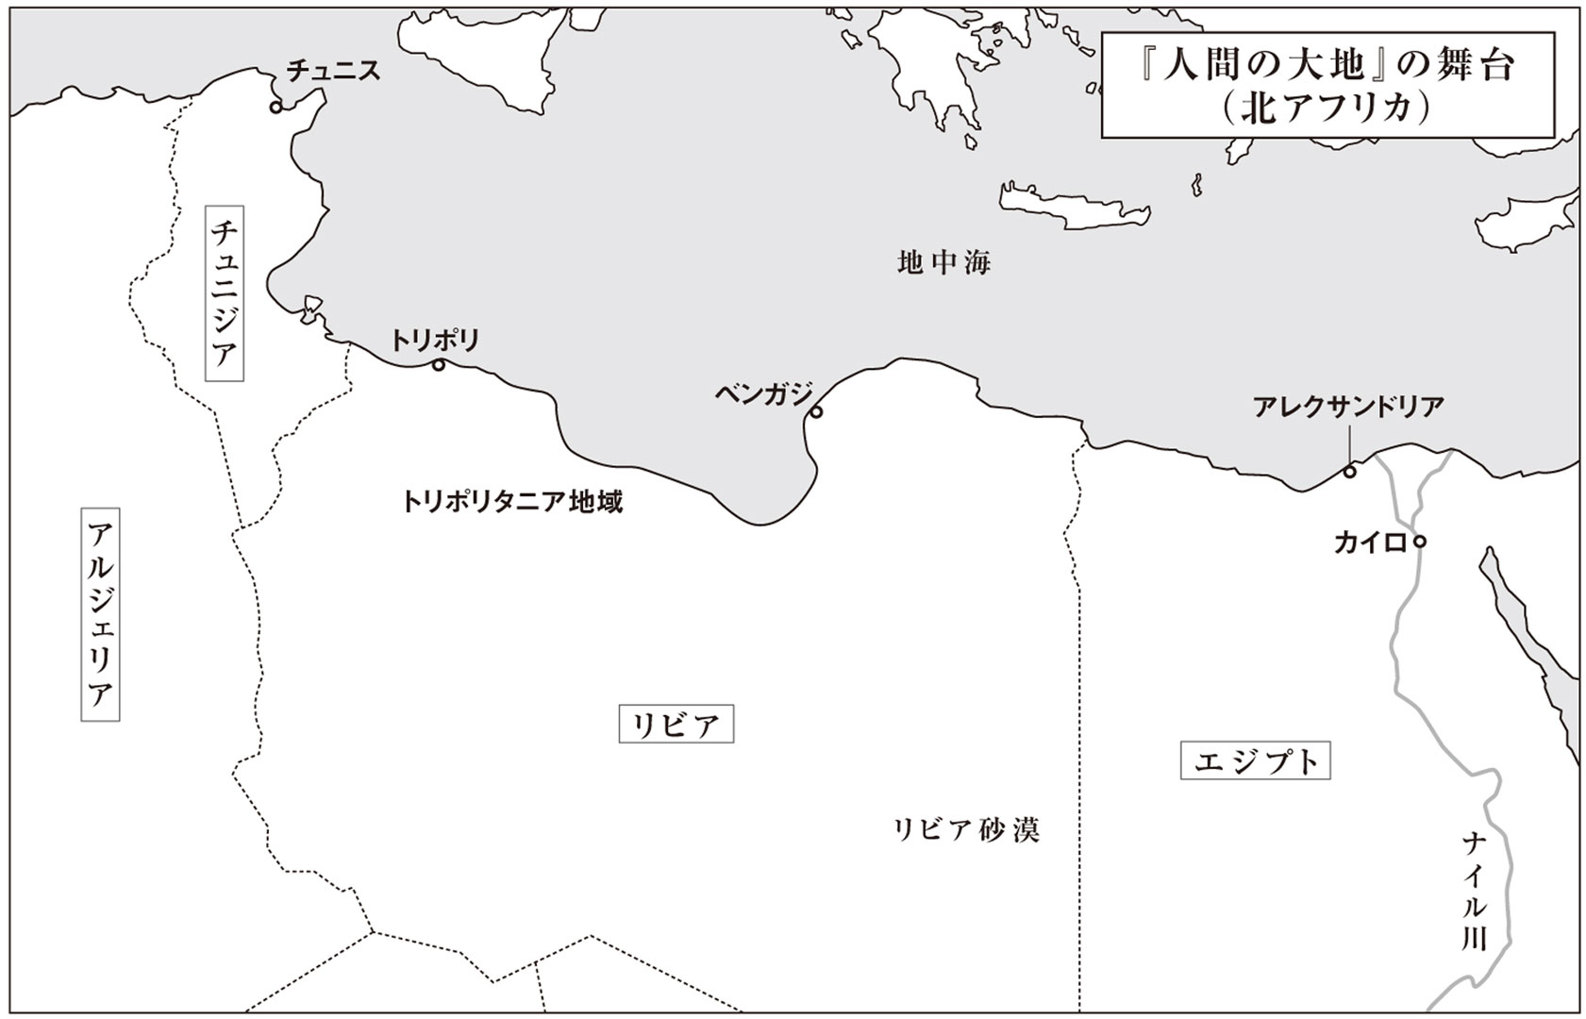 『人間の大地』の舞台
（北アフリカ）
チュニス
チュニジア
地中海
トリポリ
ベンガジ
アレクサンドリア
トリポリタニア地域
カイロ
アルジェリア
リビア
エジプト
リビア砂漠
ナイル川